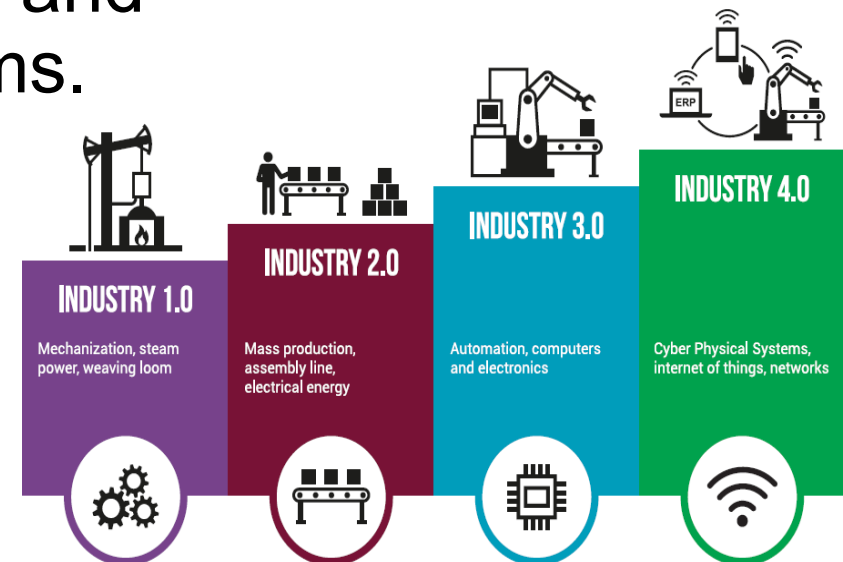 and
ms.
ERP
INDUSTRY 1.0
Mechanization, steam
power, weaving loom
INDUSTRY 2.0
Mass production,
assembly line,
electrical energy
INDUSTRY 3.0
Automation, computers
and electronics
INDUSTRY 4.0
Cyber Physical Systems,
internet of things, networks